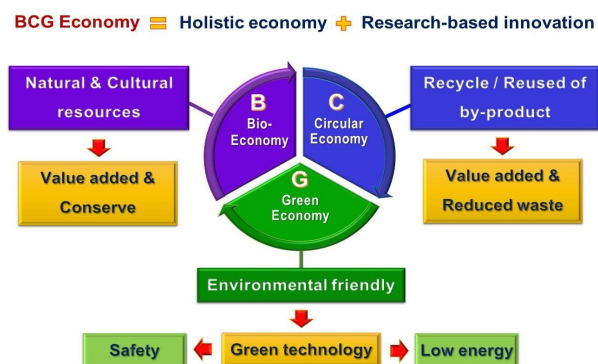 BCG Economy = Holistic economy + Research-based innovation
Natural & Cultural
resources
Value added &
Conserve
B
Bio-
Economy
C
Circular
Economy
G
Green
Economy
Recycle / Reused of
by-product
Value added &
Reduced waste
Environmental friendly
Safety
Green technology
Low energy